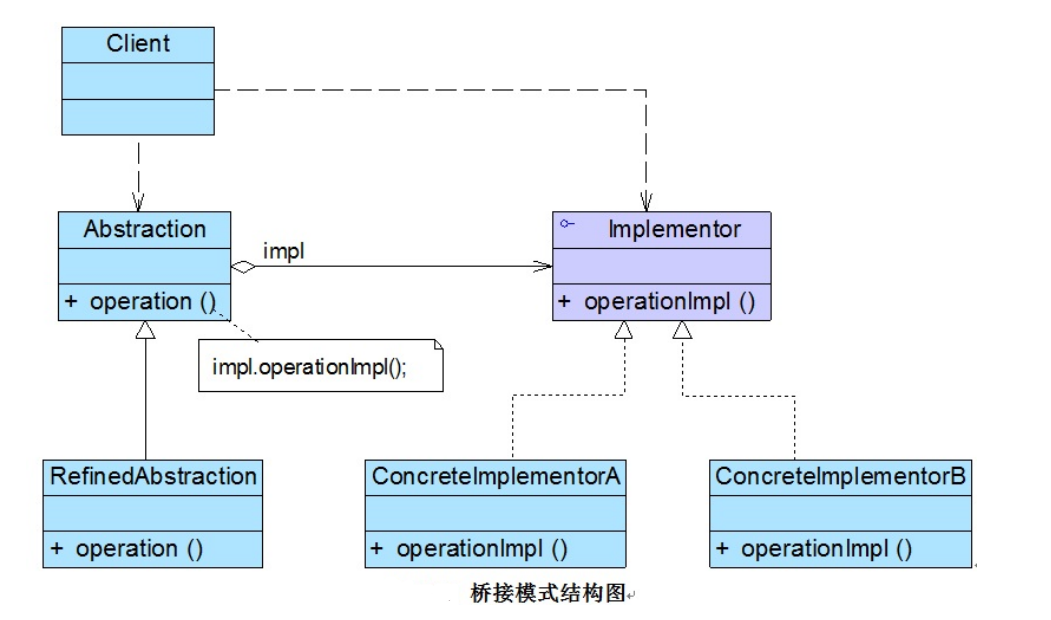 Client
Abstraction
impl
Implementor
+ operation ()
+ operationImpl ()
impl.operationImpl();
RefinedAbstraction
ConcreteImplementorA
ConcreteImplementorB
+ operation ()
+ operationImpl ()
+ operationImpl ()
桥接模式结构图